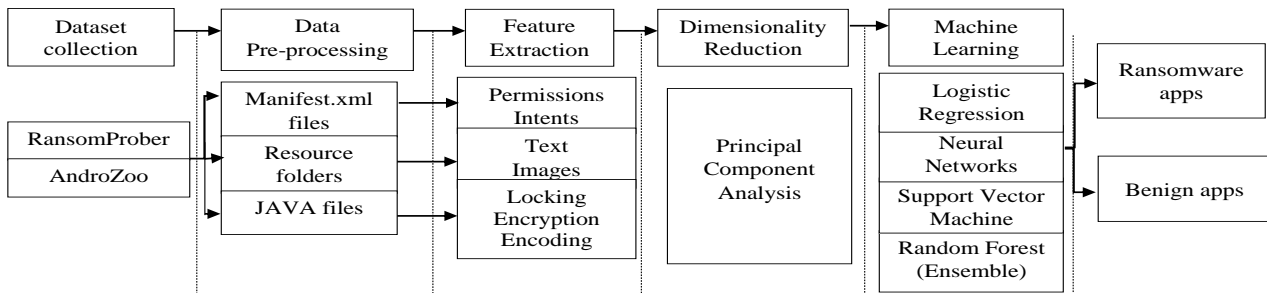 Dataset
collection
Data
Pre-processing
Feature
Extraction
Dimensionality
Reduction
Machine
Learning
RansomProber
AndroZoo
Manifest.xml
files
Resource
folders
JAVA files
Permissions
Intents
Text
Images
Locking
Encryption
Encoding
Principal
Component
Analysis
Logistic
Regression
Neural
Networks
Support Vector
Machine
Random Forest
(Ensemble)
Ransomware
apps
Benign apps